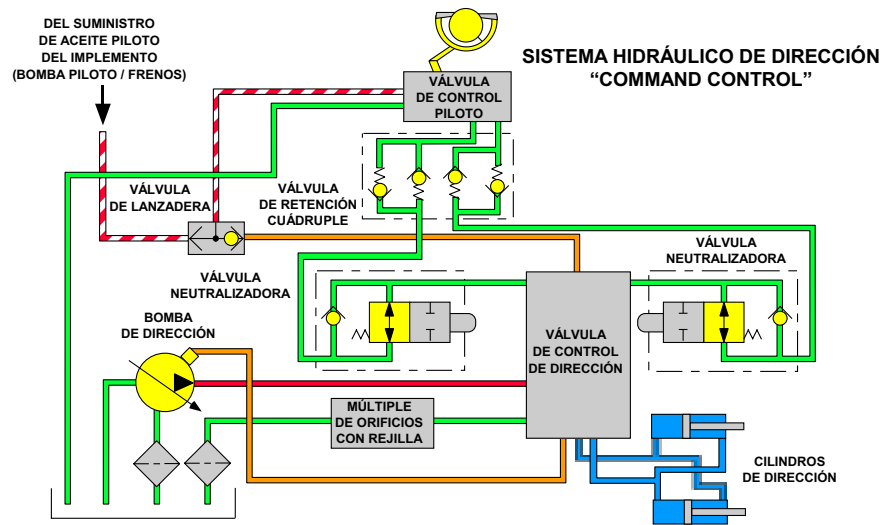 DEL SUMINISTRO
DE ACEITE PILOTO
DEL IMPLEMENTO
(BOMBA PILOTO / FRENOS)
SISTEMA HIDRÁULICO DE DIRECCIÓN
“COMMAND CONTROL”
VÁLVULA
DE CONTROL
PILOTO
VÁLVULA
DE LANZADERA
VÁLVULA
DE RETENCIÓN
CUÁDRUPLE
VÁLVULA
NEUTRALIZADORA
VÁLVULA
NEUTRALIZADORA
BOMBA
DE DIRECCIÓN
VÁLVULA
DE CONTROL
DE DIRECCIÓN
MÚLTIPLE
DE ORIFICIOS
CON REJILLA
CILINDROS
DE DIRECCIÓN